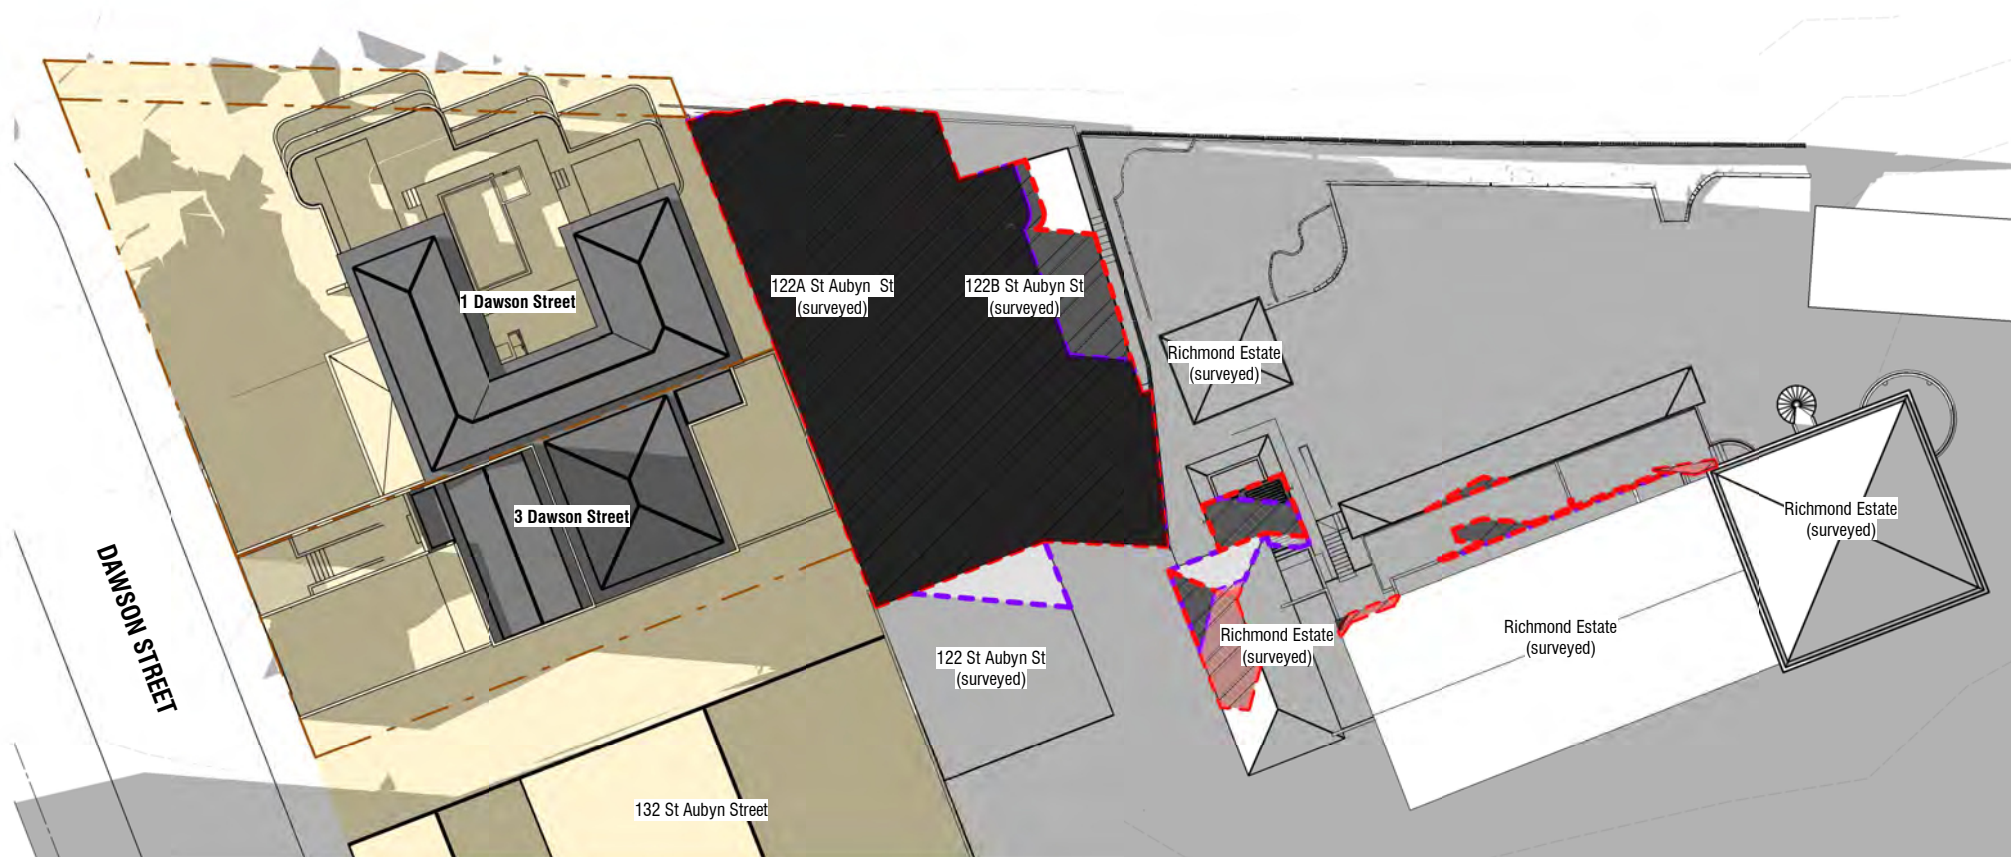 1 Dawson Street
122A St Aubyn St
(surveyed)
122B St Aubyn St
(surveyed)
Richmond Estate
(surveyed)
3 Dawson Street
Richmond Estate
(surveyed)
DAWSON STREET
122 St Aubyn St
(surveyed)
Richmond Estate
(surveyed)
Richmond Estate
(surveyed)
132 St Aubyn Street